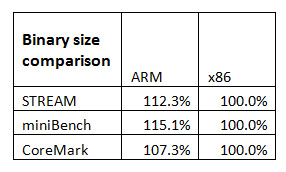 Binary size
comparison
ARM x86
STREAM 112.3% 100.0%
miniBench 115.1% 100.0%
CoreMark 107.3% 100.0%